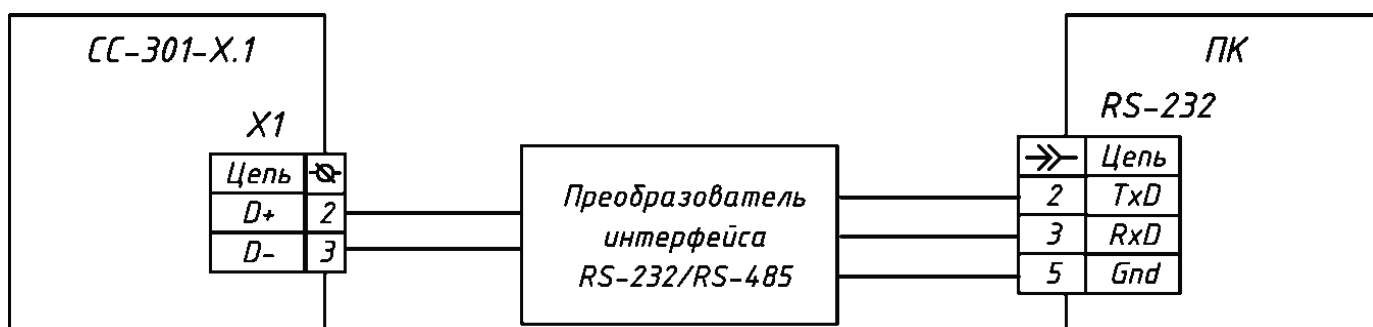 СС-301-Х.1
X1
Цепь
D+ 2
D- 3
Преобразователь
интерфейса
RS-232/RS-485
ПК
RS-232
Цепь
2 TxD
3 RxD
5 Gnd